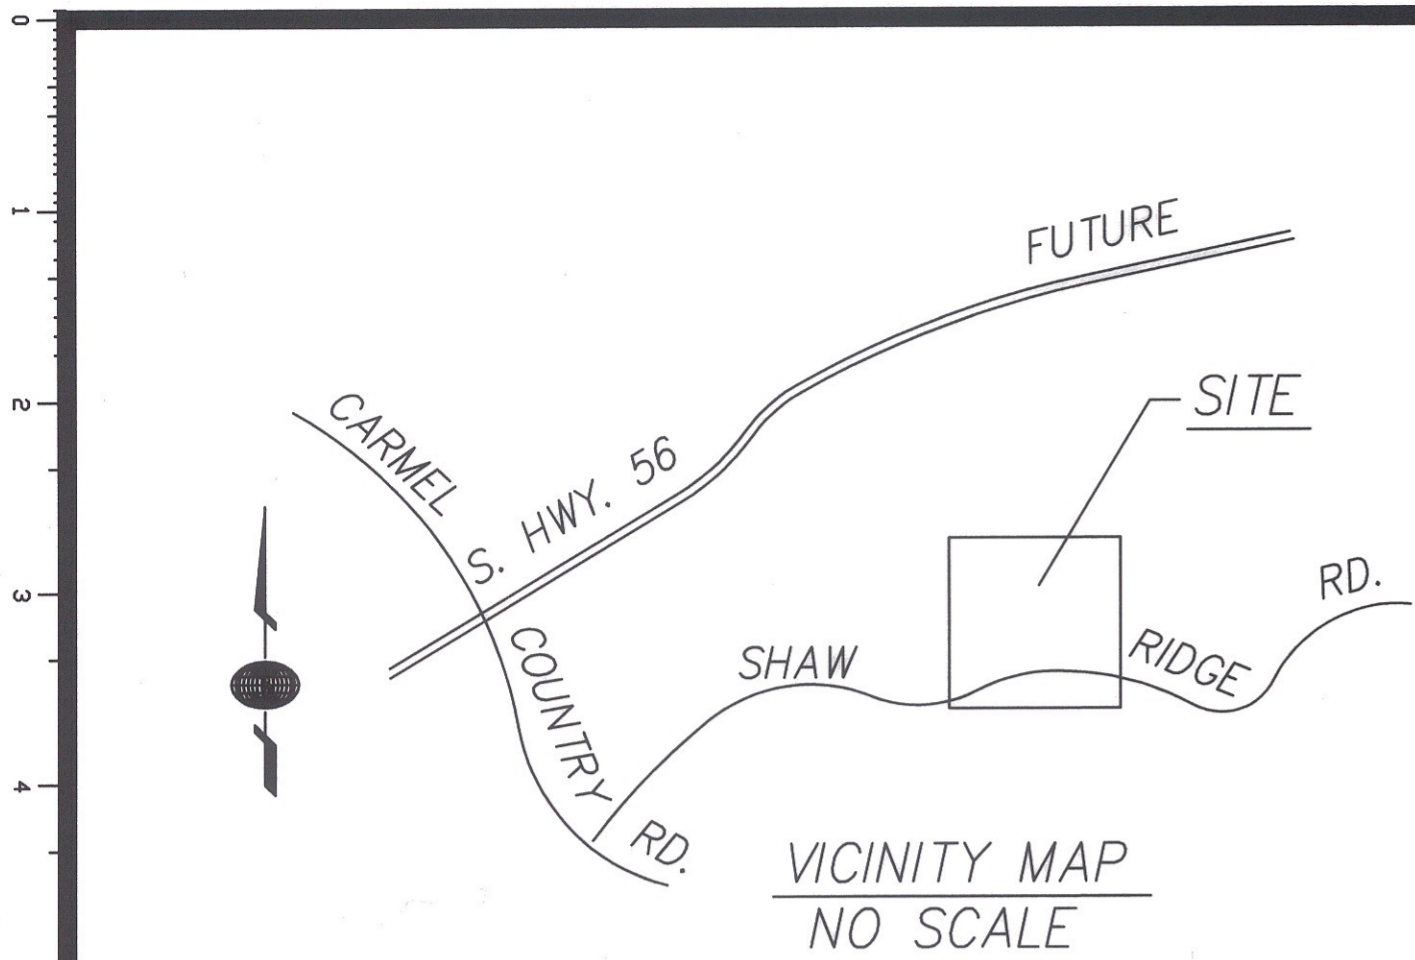 0
1
2
3
4
FUTURE
SITE
CARMEL
S. HWY. 56
COUNTRY
RD.
SHAW
RIDGE
RD.
VICINITY MAP
NO SCALE